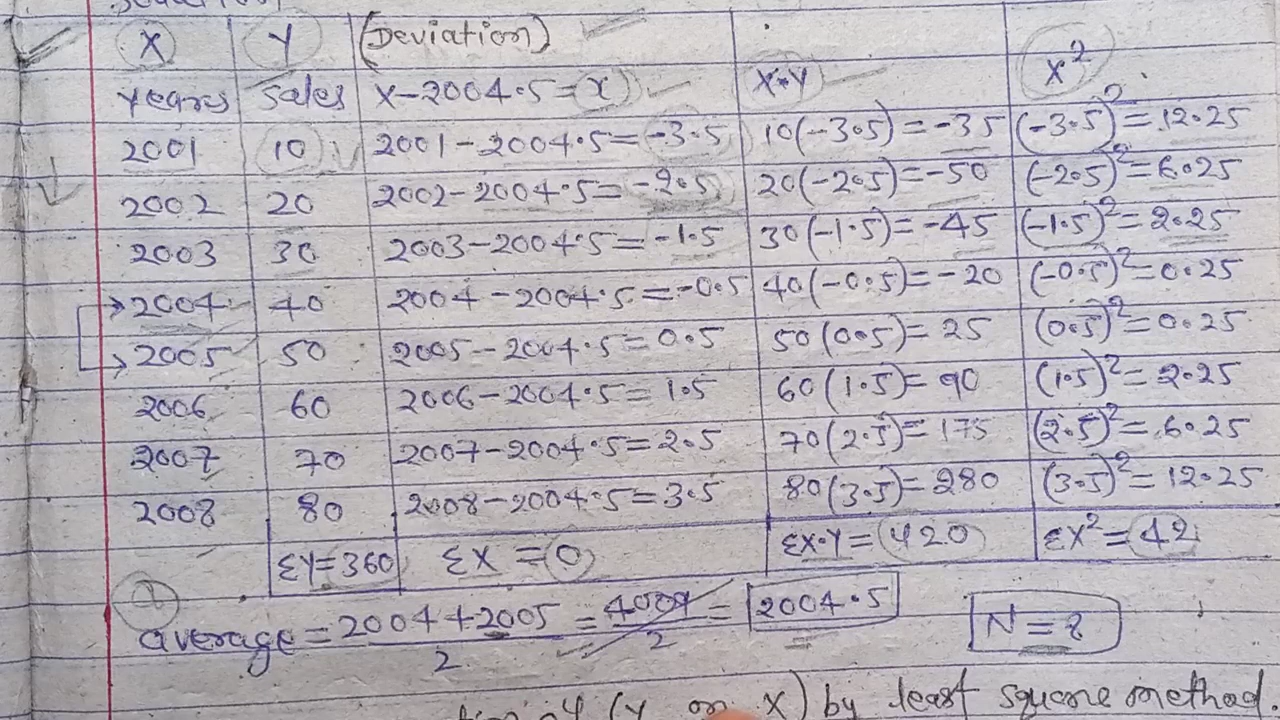 X Y (Deviation)
years sales X-2004.5=(x) X•Y X²
2001 10 2001-2004.5=-3.5 10(-3.5)=-35 (-3.5)²=12.25
2002 20 2002-2004.5=-2.5 20(-2.5)=-50 (-2.5)²=6.25
2003 30 2003-2004.5=-1.5 30(-1.5)=-45 (-1.5)²=2.25
2004 40 2004-2004.5=-0.5 40(-0.5)=-20 (-0.5)²=0.25
2005 50 2005-2004.5=0.5 50(0.5)=25 (0.5)²=0.25
2006 60 2006-2004.5=1.5 60(1.5)=90 (1.5)²=2.25
2007 70 2007-2004.5=2.5 70(2.5)=175 (2.5)²=6.25
2008 80 2008-2004.5=3.5 80(3.5)=280 (3.5)²=12.25
ΣY=360 ΣX=0 ΣX•Y=420 ΣX²=42
average=2004+2005/2=4009/2=2004.5 N=8
of (Y on X) by least square method.